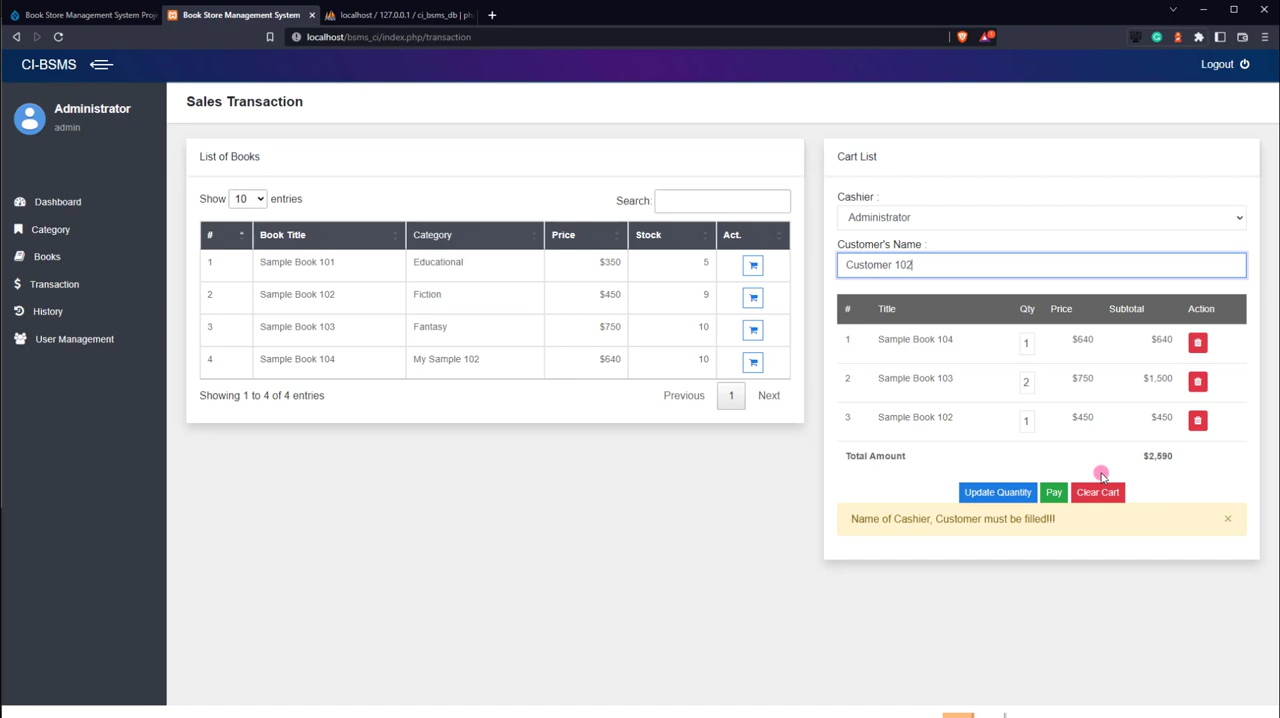 Book Store Management System Proj
Book Store Management System ×
localhost / 127.0.0.1 / ci_bsms_db | ph
+
localhost/bsms_ci/index.php/transaction
CI-BSMS
Logout
Administrator
admin
Dashboard
Category
Books
Transaction
History
User Management
Sales Transaction
List of Books
Show 10 entries
Search:
# Book Title Category Price Stock Act.
1 Sample Book 101 Educational $350 5
2 Sample Book 102 Fiction $450 9
3 Sample Book 103 Fantasy $750 10
4 Sample Book 104 My Sample 102 $640 10
Showing 1 to 4 of 4 entries
Previous 1 Next
Cart List
Cashier :
Administrator
Customer's Name :
Customer 102
# Title Qty Price Subtotal Action
1 Sample Book 104 1 $640 $640
2 Sample Book 103 2 $750 $1,500
3 Sample Book 102 1 $450 $450
Total Amount $2,590
Update Quantity Pay Clear Cart
Name of Cashier, Customer must be filled!!! ×